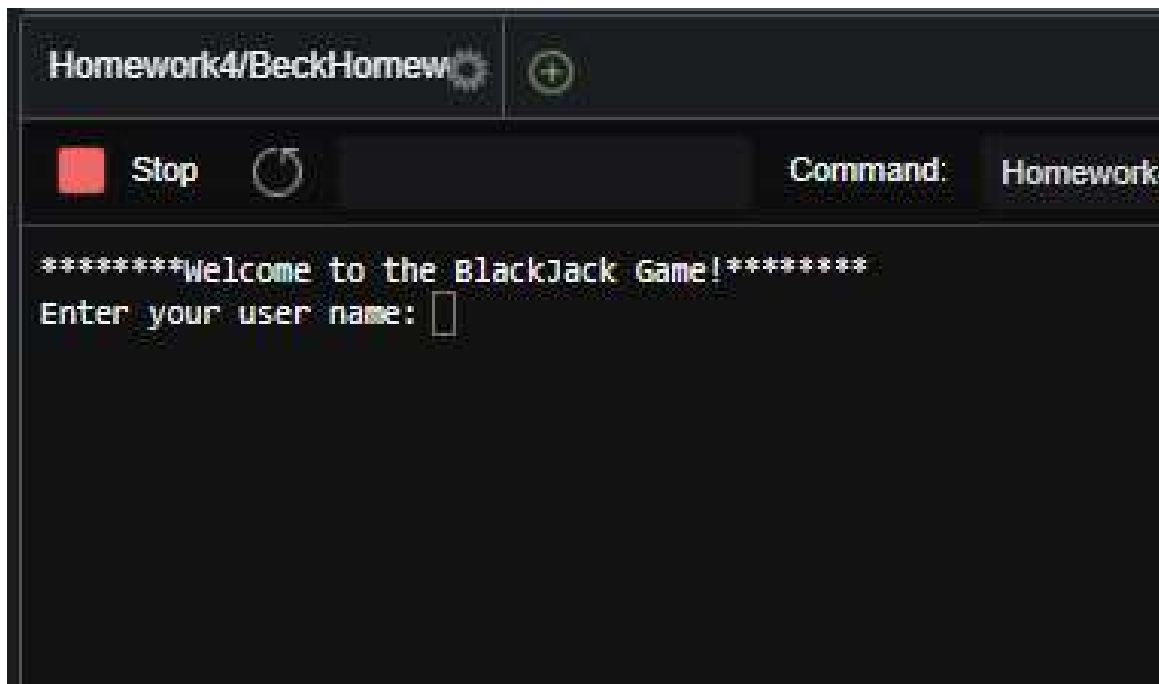 Homework4/BeckHomew
Stop Command: Homework
********Welcome to the BlackJack Game!********
Enter your user name: